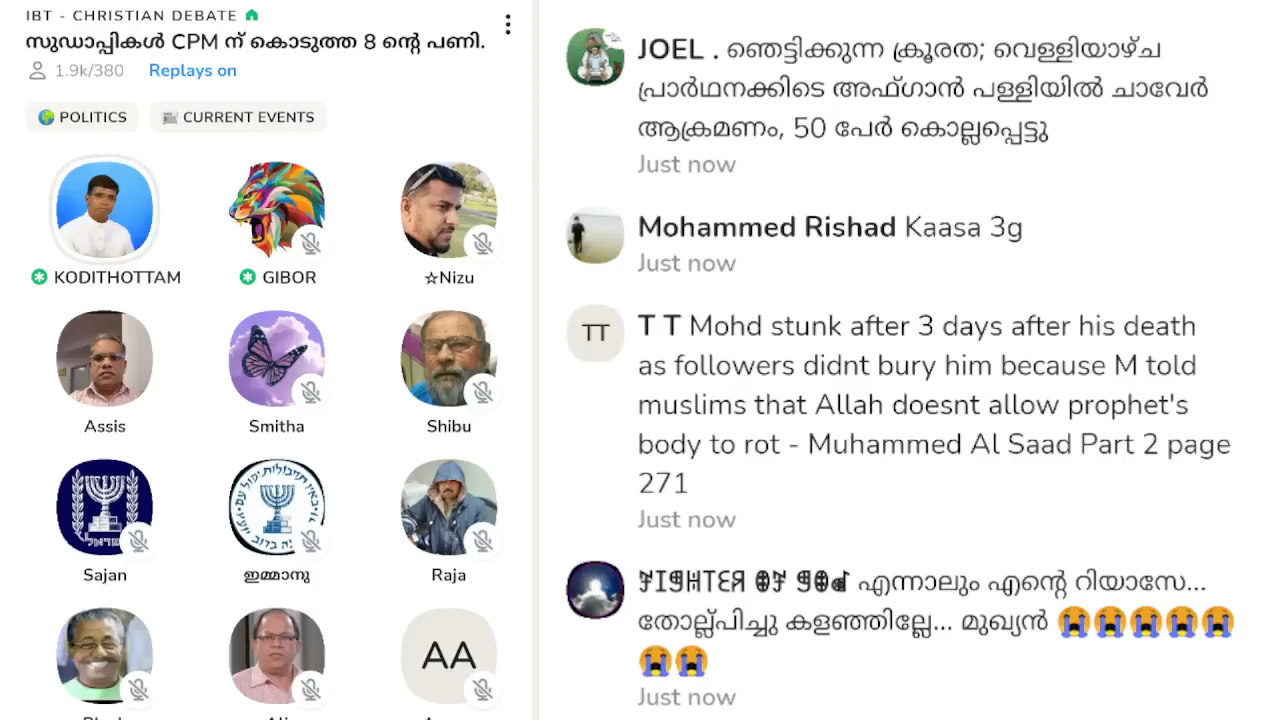 IBT - CHRISTIAN DEBATE
സുഡാപ്പികൾ CPM ന് കൊടുത്ത 8 ന്റെ പണി.
1.9k/380 Replays on
POLITICS CURRENT EVENTS
KODITHOTTAM GIBOR ☆Nizu
Assis Smitha Shibu
Sajan ഇമ്മാനു Raja
AA
JOEL . ഞെട്ടിക്കുന്ന ക്രൂരത; വെള്ളിയാഴ്ച
പ്രാർഥനക്കിടെ അഫ്ഗാൻ പള്ളിയിൽ ചാവേർ
ആക്രമണം, 50 പേർ കൊല്ലപ്പെട്ടു
Just now
Mohammed Rishad Kaasa 3g
Just now
TT
T T Mohd stunk after 3 days after his death
as followers didnt bury him because M told
muslims that Allah doesnt allow prophet's
body to rot - Muhammed Al Saad Part 2 page
271
Just now
FIGHTER OF GOD എന്നാലും എന്റെ റിയാസേ...
തോല്ല്പിച്ചു കളഞ്ഞില്ലേ... മുഖ്യൻ 😭😭😭😭😭
😭😭
Just now